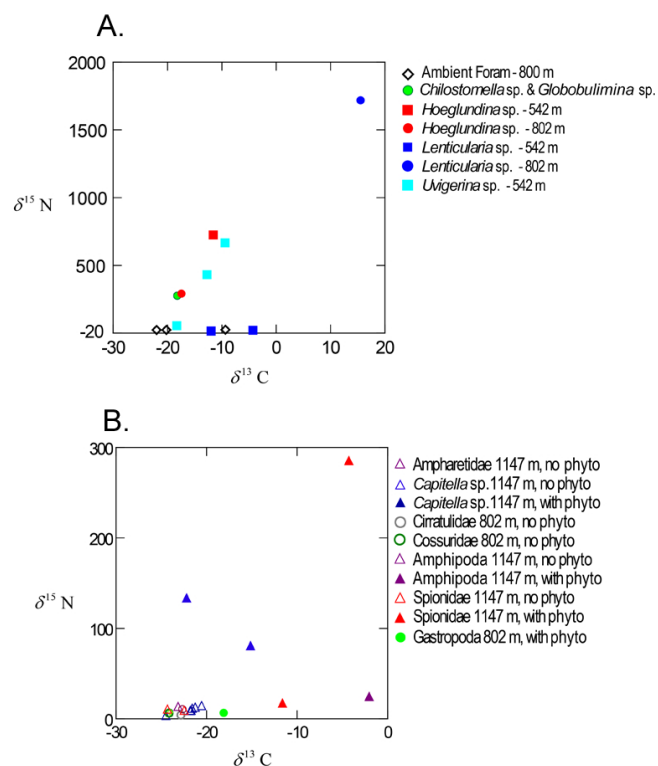 A.
2000
1500
1000
500
-20
δ15 N
-30
-20
-10
0
10
20
δ13 C
Ambient Foram - 800 m
Chilostomella sp. & Globobulimina sp.
Hoeglundina sp. - 542 m
Hoeglundina sp. - 802 m
Lenticularia sp. - 542 m
Lenticularia sp. - 802 m
Uvigerina sp. - 542 m
B.
300
200
100
0
δ15 N
-30
-20
-10
0
δ13 C
Ampharetidae 1147 m, no phyto
Capitella sp. 1147 m, no phyto
Capitella sp. 1147 m, with phyto
Cirratulidae 802 m, no phyto
Cossuridae 802 m, no phyto
Amphipoda 1147 m, no phyto
Amphipoda 1147 m, with phyto
Spionidae 1147 m, no phyto
Spionidae 1147 m, with phyto
Gastropoda 802 m, with phyto